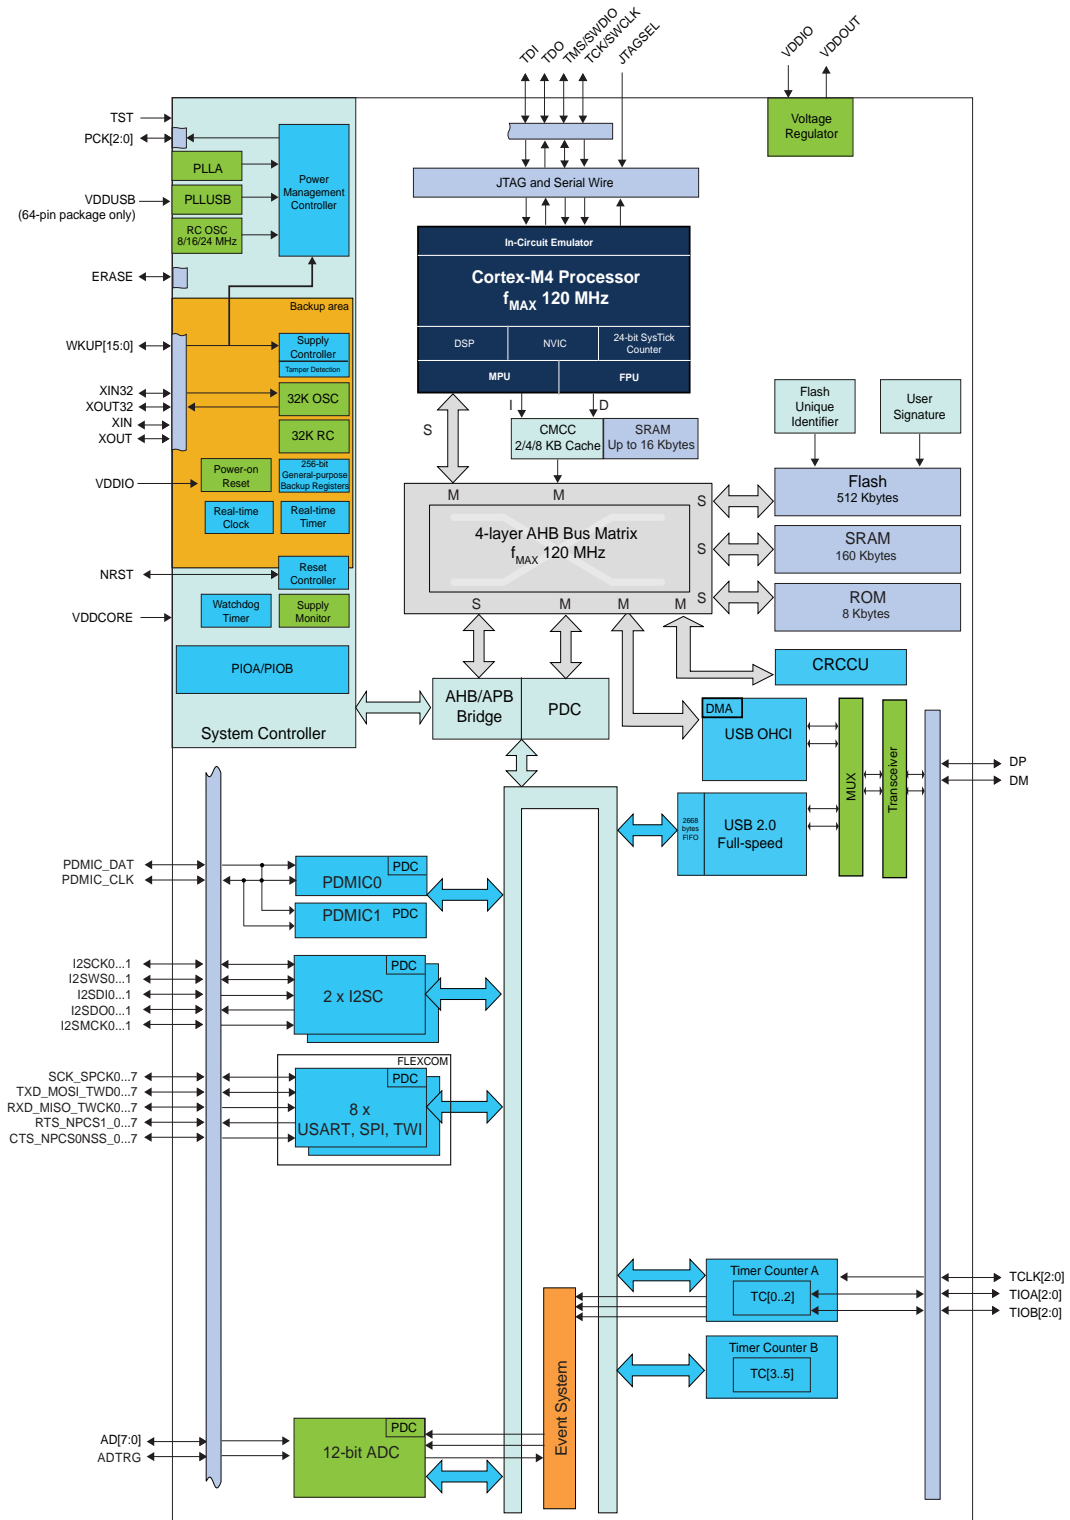 TDI
TDO
TMS/SWDIO
TCK/SWCLK
JTAGSEL
VDDIO
VDDOUT
TST
PCK[2:0]
VDDUSB
(64-pin package only)
ERASE
WKUP[15:0]
XIN32
XOUT32
XIN
XOUT
VDDIO
NRST
VDDCORE
PLLA
PLLUSB
RC OSC
8/16/24 MHz
Power
Management
Controller
Backup area
Supply
Controller
Tamper Detection
32K OSC
32K RC
Power-on
Reset
256-bit
General-purpose
Backup Registers
Real-time
Clock
Real-time
Timer
Reset
Controller
Watchdog
Timer
Supply
Monitor
PIOA/PIOB
System Controller
Voltage
Regulator
JTAG and Serial Wire
In-Circuit Emulator
Cortex-M4 Processor
fMAX 120 MHz
DSP
NVIC
24-bit SysTick
Counter
MPU
FPU
S
I
D
CMCC
2/4/8 KB Cache
SRAM
Up to 16 Kbytes
Flash
Unique
Identifier
User
Signature
M
M
S
4-layer AHB Bus Matrix
fMAX 120 MHz
S
S
S
M
M
M
Flash
512 Kbytes
SRAM
160 Kbytes
ROM
8 Kbytes
CRCCU
AHB/APB
Bridge
PDC
DMA
USB OHCI
2668
bytes
FIFO
USB 2.0
Full-speed
MUX
Transceiver
DP
DM
PDMIC_DAT
PDMIC_CLK
PDC
PDMIC0
PDMIC1
PDC
I2SCK0...1
I2SWS0...1
I2SDI0...1
I2SDO0...1
I2SMCK0...1
PDC
2 x I2SC
FLEXCOM
SCK_SPCK0...7
TXD_MOSI_TWD0...7
RXD_MISO_TWCK0...7
RTS_NPCS1_0...7
CTS_NPCS0NSS_0...7
PDC
8 x
USART, SPI, TWI
Timer Counter A
TC[0..2]
TCLK[2:0]
TIOA[2:0]
TIOB[2:0]
Timer Counter B
TC[3..5]
Event System
AD[7:0]
ADTRG
PDC
12-bit ADC